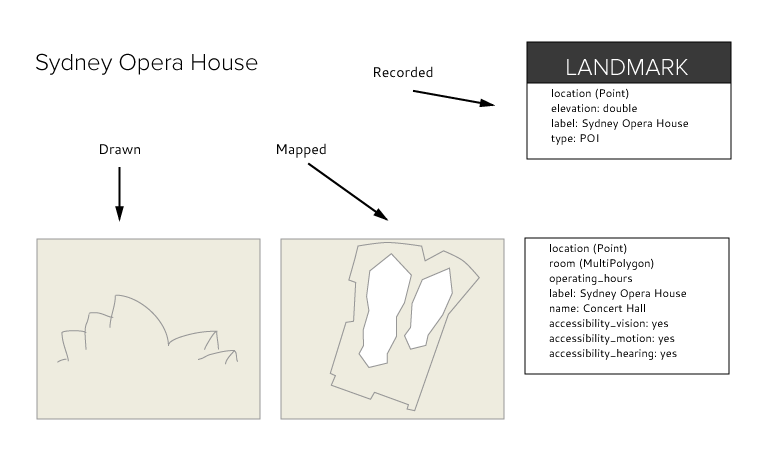 Sydney Opera House
Recorded
LANDMARK
location (Point)
elevation: double
label: Sydney Opera House
type: POI
Drawn
Mapped
location (Point)
room (MultiPolygon)
operating_hours
label: Sydney Opera House
name: Concert Hall
accessibility_vision: yes
accessibility_motion: yes
accessibility_hearing: yes